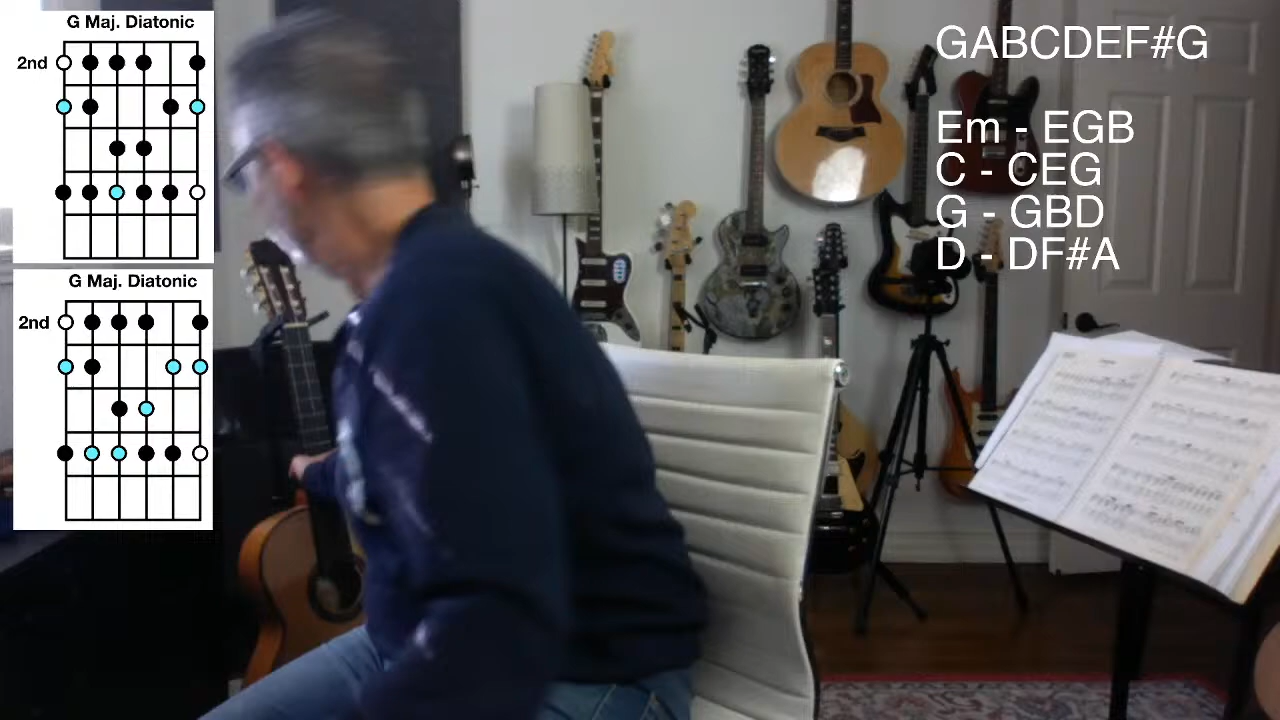 G Maj. Diatonic
2nd
G Maj. Diatonic
2nd
GABCDEF#G
Em - EGB
C - CEG
G - GBD
D - DF#A